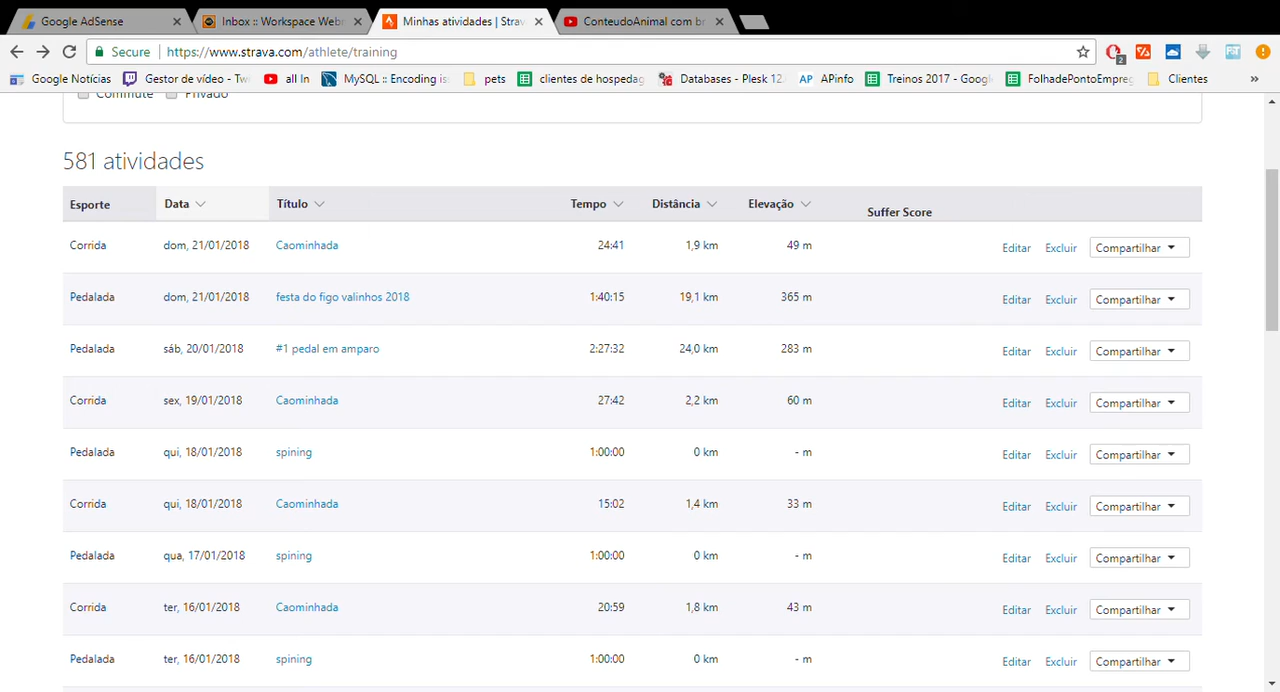 Google AdSense
Inbox :: Workspace Webm
Minhas atividades | Strav
ConteudoAnimal com br
Secure
https://www.strava.com/athlete/training
2
Google Notícias
Gestor de vídeo - Tw
all In
MySQL :: Encoding is
pets
clientes de hospedag
Databases - Plesk 12.
AP APinfo
Treinos 2017 - Googl
FolhadePontoEmpreg
Clientes
»
Commute Privado
581 atividades
Esporte Data Título Tempo Distância Elevação Suffer Score
Corrida dom, 21/01/2018 Caominhada 24:41 1,9 km 49 m Editar Excluir Compartilhar
Pedalada dom, 21/01/2018 festa do figo valinhos 2018 1:40:15 19,1 km 365 m Editar Excluir Compartilhar
Pedalada sáb, 20/01/2018 #1 pedal em amparo 2:27:32 24,0 km 283 m Editar Excluir Compartilhar
Corrida sex, 19/01/2018 Caominhada 27:42 2,2 km 60 m Editar Excluir Compartilhar
Pedalada qui, 18/01/2018 spining 1:00:00 0 km - m Editar Excluir Compartilhar
Corrida qui, 18/01/2018 Caominhada 15:02 1,4 km 33 m Editar Excluir Compartilhar
Pedalada qua, 17/01/2018 spining 1:00:00 0 km - m Editar Excluir Compartilhar
Corrida ter, 16/01/2018 Caominhada 20:59 1,8 km 43 m Editar Excluir Compartilhar
Pedalada ter, 16/01/2018 spining 1:00:00 0 km - m Editar Excluir Compartilhar